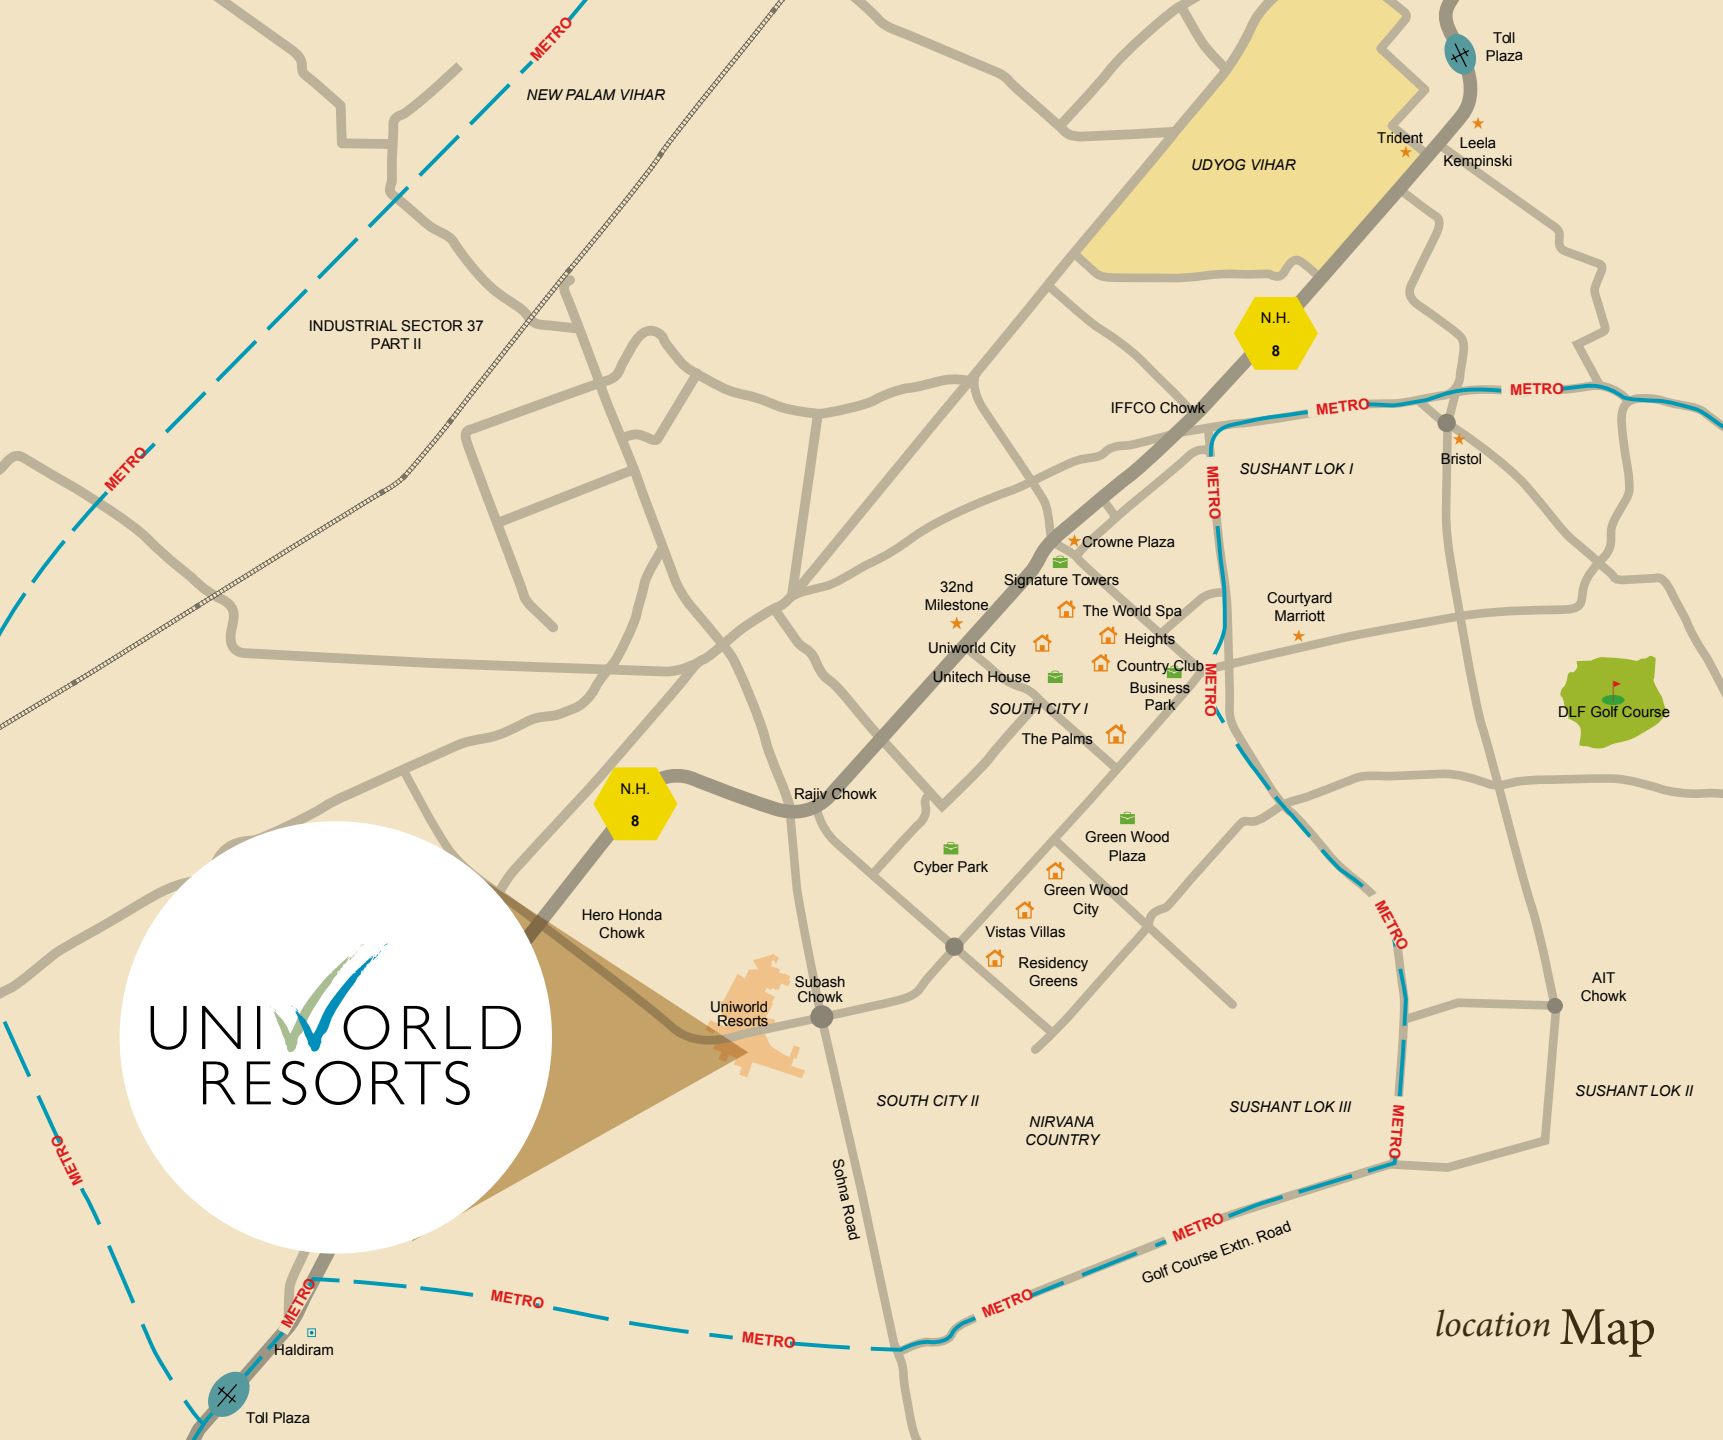 METRO
Toll
Plaza
NEW PALAM VIHAR
Trident
Leela
Kempinski
UDYOG VIHAR
INDUSTRIAL SECTOR 37
PART II
N.H.
8
METRO
METRO
IFFCO Chowk
METRO
SUSHANT LOK I
Bristol
METRO
Crowne Plaza
Signature Towers
32nd
Milestone
The World Spa
Courtyard
Marriott
Uniworld City
Heights
Country Club
Unitech House
Business
Park
METRO
SOUTH CITY I
The Palms
DLF Golf Course
N.H.
8
Rajiv Chowk
Green Wood
Plaza
Cyber Park
Green Wood
City
Hero Honda
Chowk
Vistas Villas
METRO
Residency
Greens
Subash
Chowk
AIT
Chowk
Uniworld
Resorts
UNIWORLD
RESORTS
SOUTH CITY II
NIRVANA
COUNTRY
SUSHANT LOK III
SUSHANT LOK II
METRO
METRO
Sohna Road
METRO
Golf Course Extn. Road
METRO
METRO
METRO
METRO
Haldiram
location Map
Toll Plaza